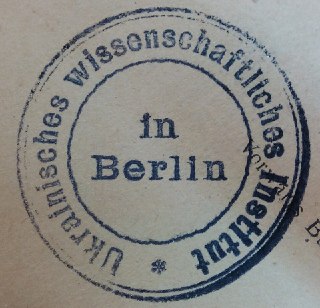 Ukrainisches wissenschaftliches Institut *
in
Berlin